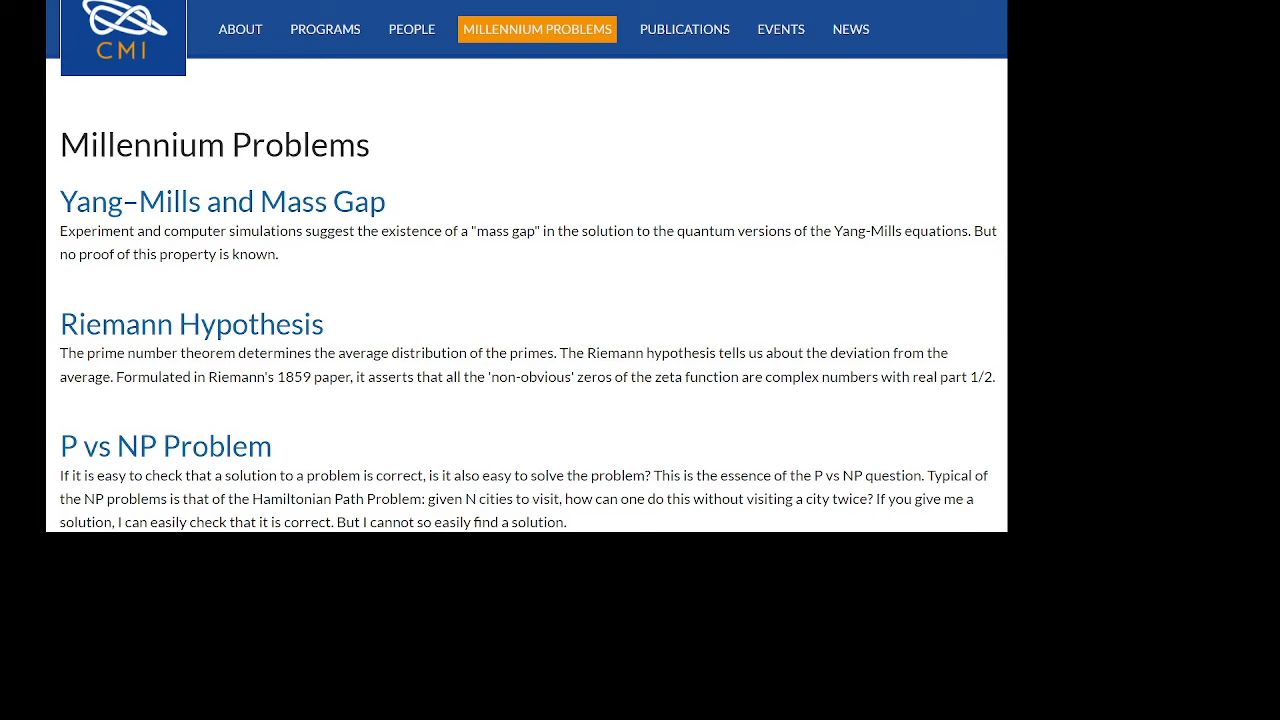 CMI
ABOUT PROGRAMS PEOPLE MILLENNIUM PROBLEMS PUBLICATIONS EVENTS NEWS
Millennium Problems
Yang–Mills and Mass Gap
Experiment and computer simulations suggest the existence of a "mass gap" in the solution to the quantum versions of the Yang-Mills equations. But
no proof of this property is known.
Riemann Hypothesis
The prime number theorem determines the average distribution of the primes. The Riemann hypothesis tells us about the deviation from the
average. Formulated in Riemann's 1859 paper, it asserts that all the 'non-obvious' zeros of the zeta function are complex numbers with real part 1/2.
P vs NP Problem
If it is easy to check that a solution to a problem is correct, is it also easy to solve the problem? This is the essence of the P vs NP question. Typical of
the NP problems is that of the Hamiltonian Path Problem: given N cities to visit, how can one do this without visiting a city twice? If you give me a
solution, I can easily check that it is correct. But I cannot so easily find a solution.